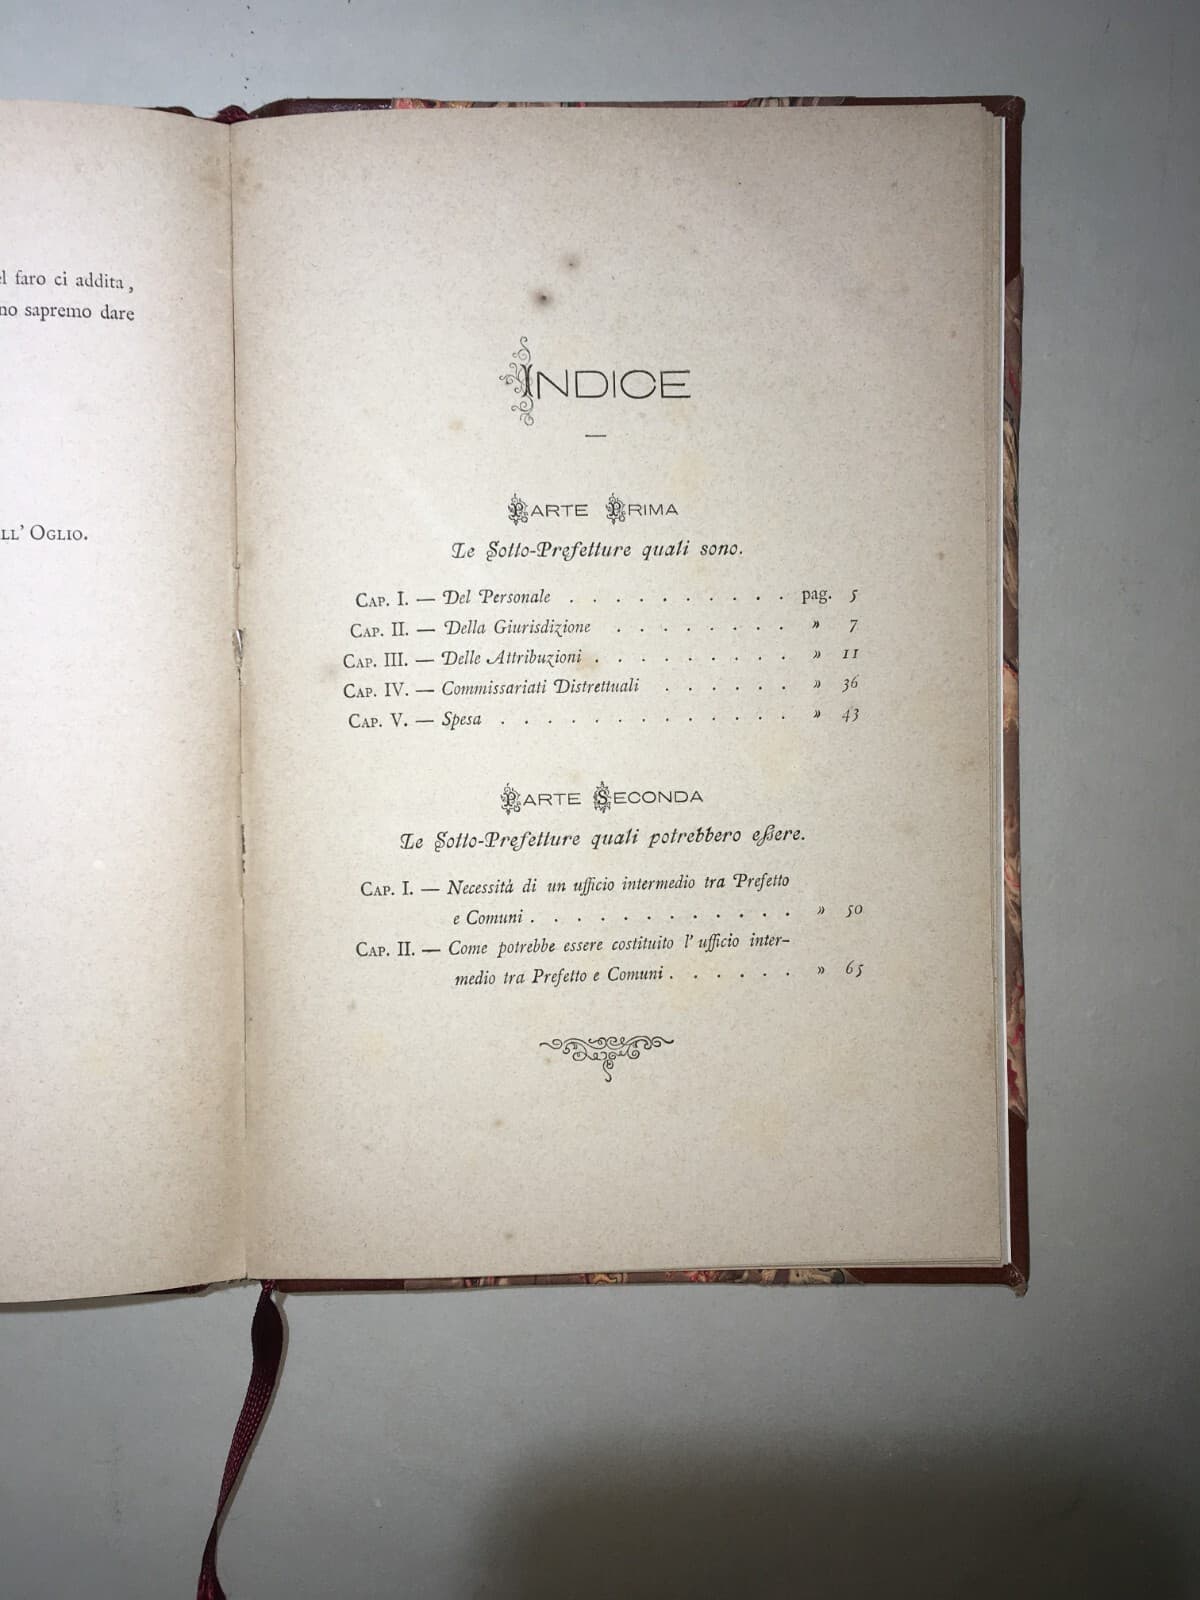 el faro ci addita,
no sapremo dare
LL' OGLIO.
INDICE
PARTE PRIMA
Le Sotto-Prefetture quali sono.
CAP. I. — Del Personale . . . . . . . . . . pag. 5
CAP. II. — Della Giurisdizione . . . . . . . . » 7
CAP. III. — Delle Attribuzioni . . . . . . . . . » 11
CAP. IV. — Commissariati Distrettuali . . . . . . » 36
CAP. V. — Spesa . . . . . . . . . . . . . » 43
PARTE SECONDA
Le Sotto-Prefetture quali potrebbero eſsere.
CAP. I. — Necessità di un ufficio intermedio tra Prefetto
e Comuni . . . . . . . . . . . . » 50
CAP. II. — Come potrebbe essere costituito l' ufficio inter-
medio tra Prefetto e Comuni . . . . . . » 65